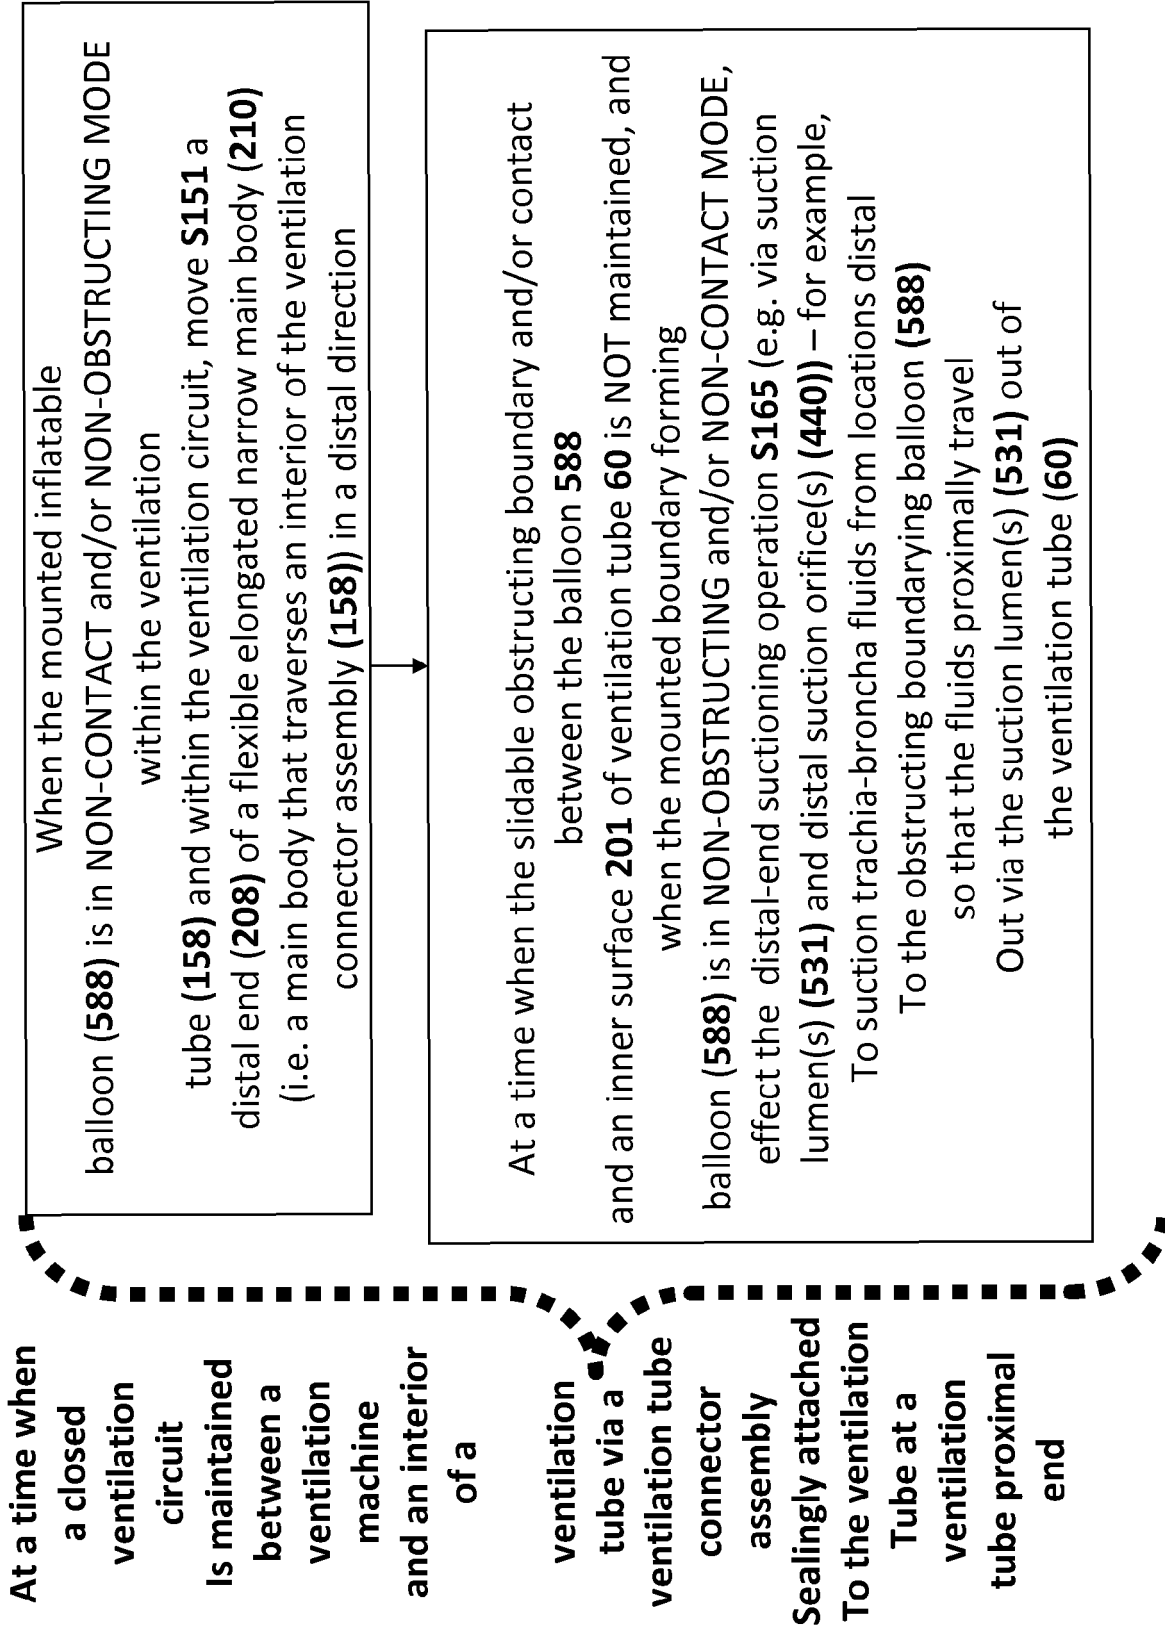 At a time when
a closed
ventilation
circuit
Is maintained
between a
ventilation
machine
and an interior
of a
ventilation
tube via a
ventilation tube
connector
assembly
Sealingly attached
To the ventilation
Tube at a
ventilation
tube proximal
end
When the mounted inflatable
balloon (588) is in NON-CONTACT and/or NON-OBSTRUCTING MODE
within the ventilation
tube (158) and within the ventilation circuit, move S151 a
distal end (208) of a flexible elongated narrow main body (210)
(i.e. a main body that traverses an interior of the ventilation
connector assembly (158)) in a distal direction
At a time when the slidable obstructing boundary and/or contact
between the balloon 588
and an inner surface 201 of ventilation tube 60 is NOT maintained, and
when the mounted boundary forming
balloon (588) is in NON-OBSTRUCTING and/or NON-CONTACT MODE,
effect the distal-end suctioning operation S165 (e.g. via suction
lumen(s) (531) and distal suction orifice(s) (440)) – for example,
To suction trachia-broncha fluids from locations distal
To the obstructing boundarying balloon (588)
so that the fluids proximally travel
Out via the suction lumen(s) (531) out of
the ventilation tube (60)